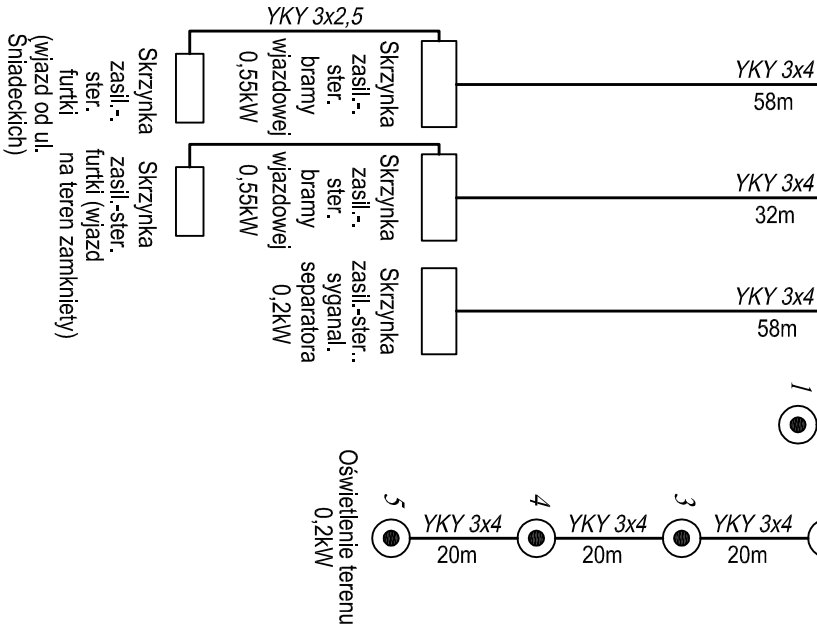 YKY 3x2,5
Skrzynka
zasil.-.
ster.
furtki
(wjazd od ul.
Śniadeckich)
Skrzynka
zasil.-.
ster.
bramy
wjazdowej
0,55kW
YKY 3x4
58m
Skrzynka
zasil.-ster.
furtki (wjazd
na teren zamkniety)
Skrzynka
zasil.-.
ster.
bramy
wjazdowej
0,55kW
YKY 3x4
32m
Skrzynka
zasil.-ster..
syganal.
separatora
0,2kW
YKY 3x4
58m
1
Oświetlenie terenu
0,2kW
5
YKY 3x4
20m
4
YKY 3x4
20m
3
YKY 3x4
20m